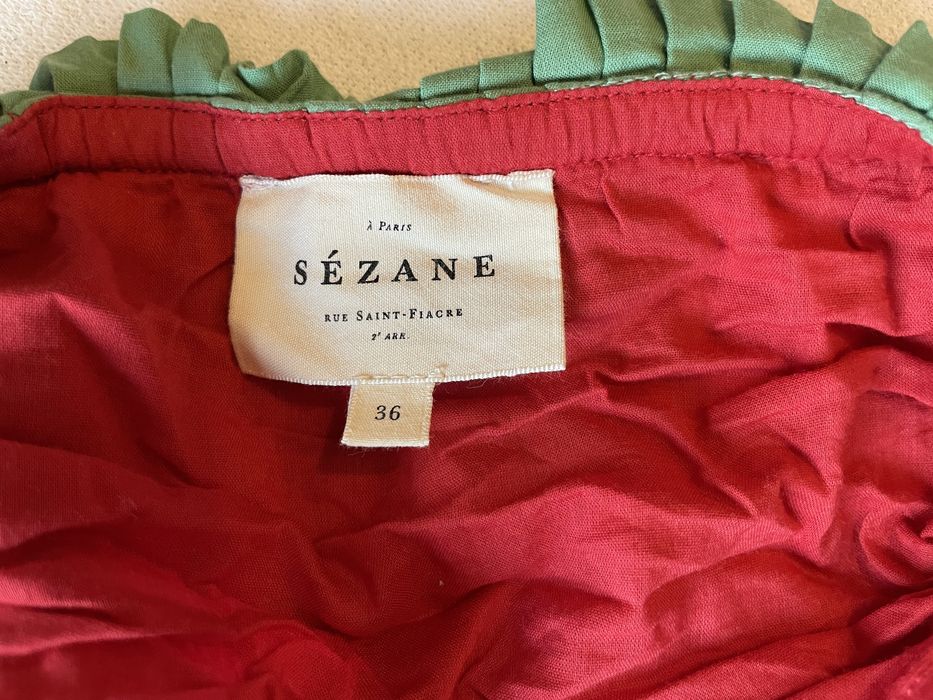 À PARIS
SÉZANE
RUE SAINT-FIACRE
2ᴱ ARR.
36